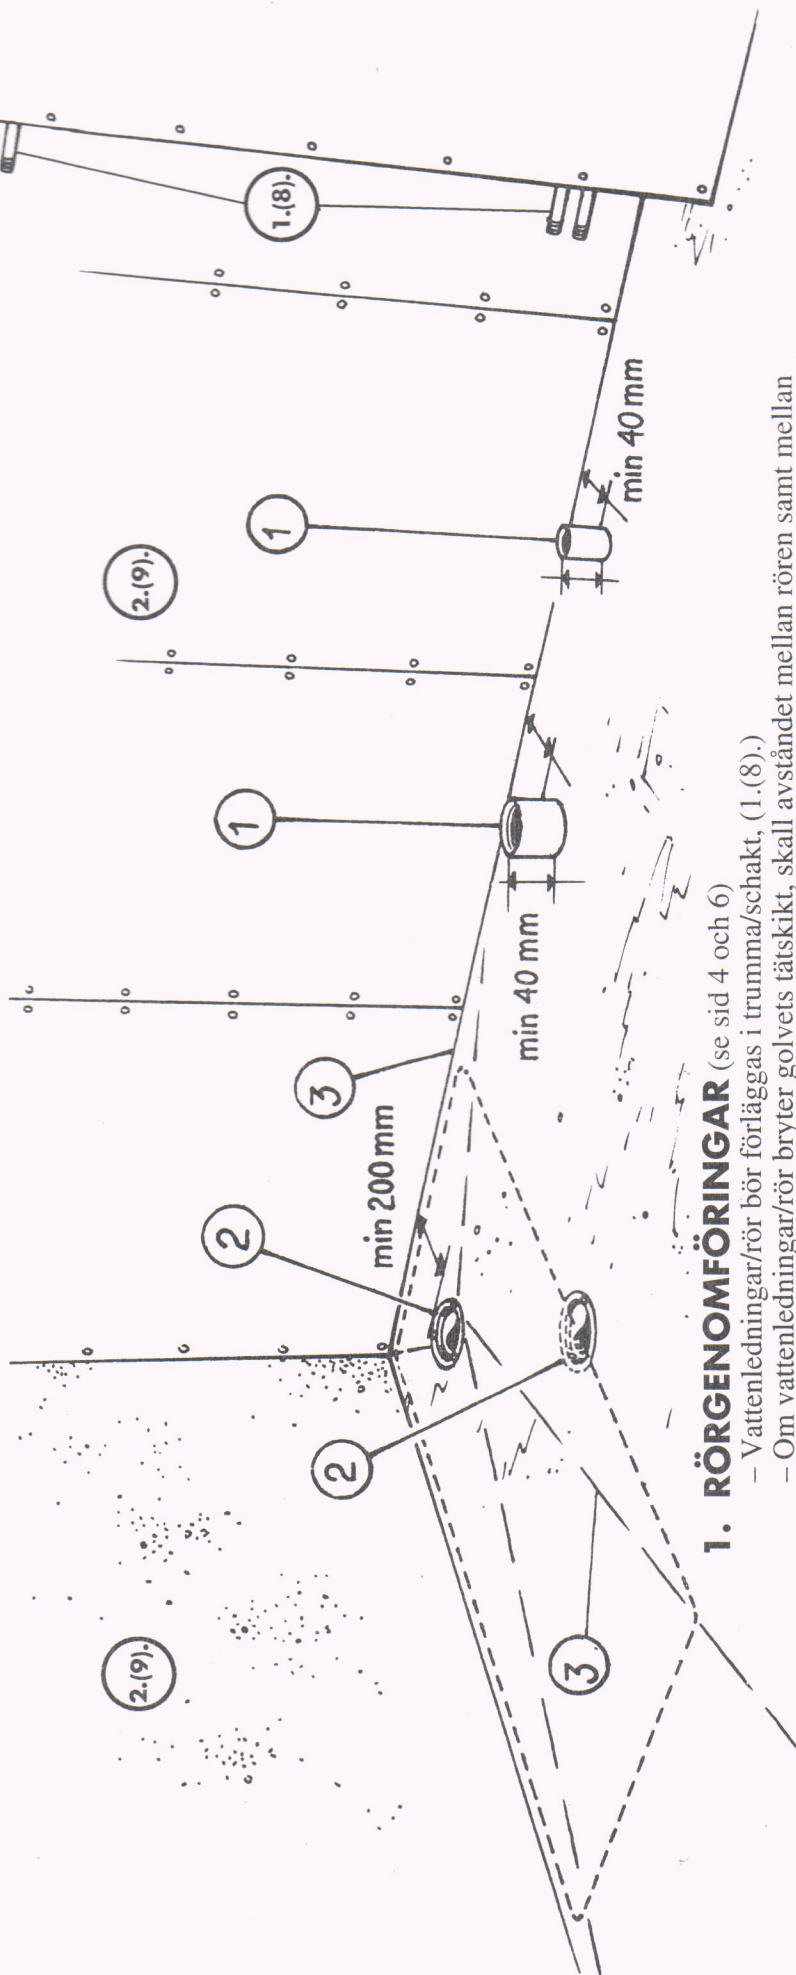 2.(9).
2.(9).
1.(8).
2
3
1
1
min 200 mm
2
min 40 mm
min 40 mm
3
1. RÖRGENOMFÖRINGAR (se sid 4 och 6)
– Vattenledningar/rör bör förläggas i trumma/schakt, (1.(8).)
– Om vattenledningar/rör bryter golvets tätskikt, skall avståndet mellan rören samt mellan